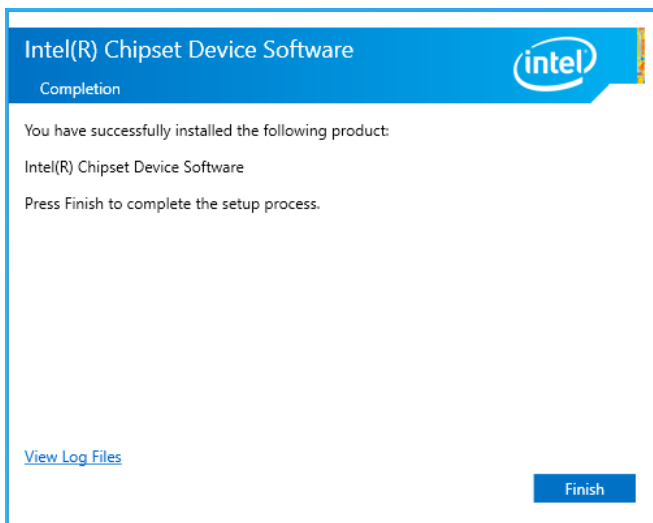 Intel(R) Chipset Device Software
intel
Completion
You have successfully installed the following product:
Intel(R) Chipset Device Software
Press Finish to complete the setup process.
View Log Files
Finish